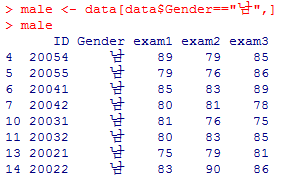 > male <- data[data$Gender=="남",]
> male
ID Gender exam1 exam2 exam3
4 20054 남 89 79 85
5 20055 남 79 76 86
6 20041 남 85 83 89
7 20042 남 80 81 78
10 20031 남 81 76 75
11 20032 남 80 83 85
13 20021 남 75 79 81
14 20022 남 83 90 86